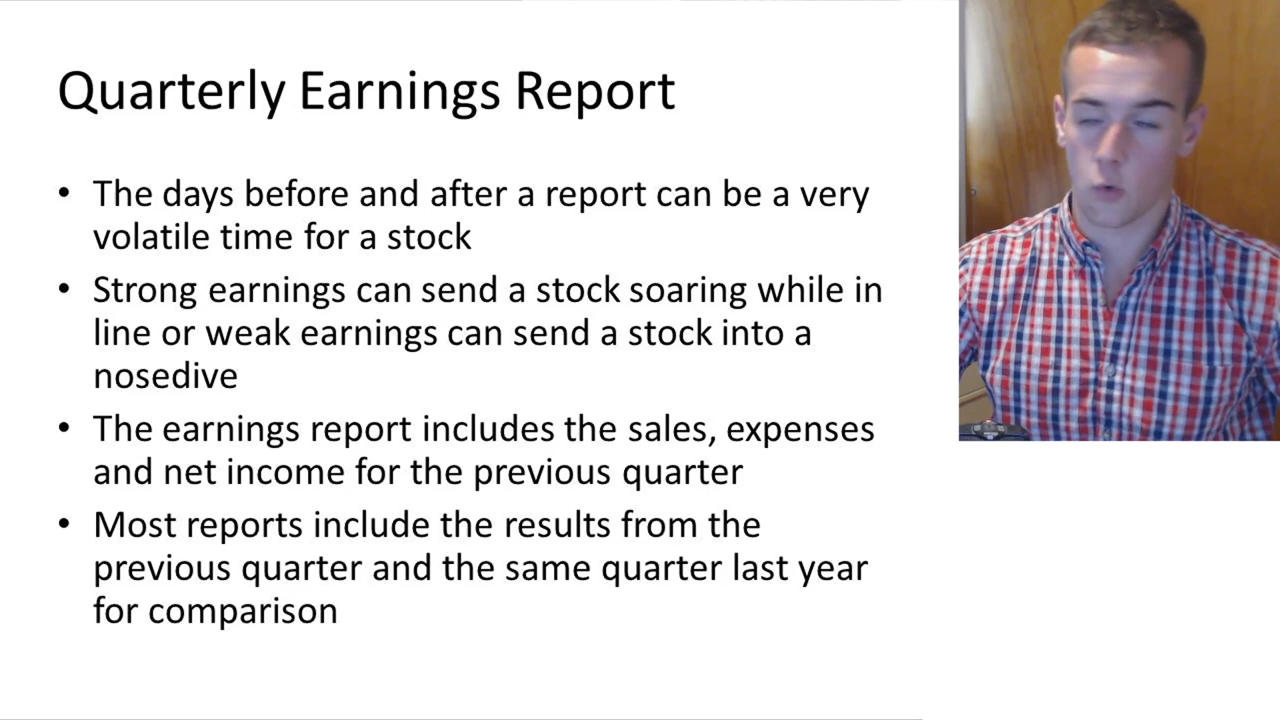 Quarterly Earnings Report
• The days before and after a report can be a very
volatile time for a stock
• Strong earnings can send a stock soaring while in
line or weak earnings can send a stock into a
nosedive
• The earnings report includes the sales, expenses
and net income for the previous quarter
• Most reports include the results from the
previous quarter and the same quarter last year
for comparison